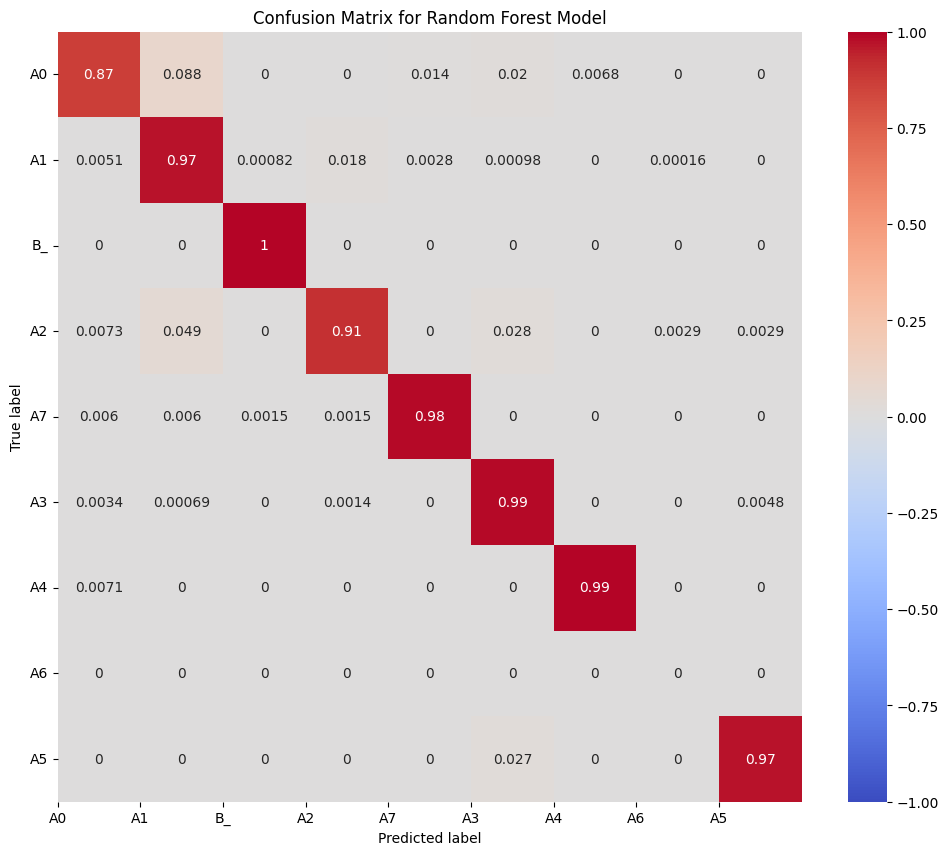 Confusion Matrix for Random Forest Model
A0 0.87 0.088 0 0 0.014 0.02 0.0068 0 0
A1 0.0051 0.97 0.00082 0.018 0.0028 0.00098 0 0.00016 0
B_ 0 0 1 0 0 0 0 0 0
A2 0.0073 0.049 0 0.91 0 0.028 0 0.0029 0.0029
A7 0.006 0.006 0.0015 0.0015 0.98 0 0 0 0
A3 0.0034 0.00069 0 0.0014 0 0.99 0 0 0.0048
A4 0.0071 0 0 0 0 0 0.99 0 0
A6 0 0 0 0 0 0 0 0 0
A5 0 0 0 0 0 0.027 0 0 0.97
A0 A1 B_ A2 A7 A3 A4 A6 A5
Predicted label
True label
1.00
0.75
0.50
0.25
0.00
−0.25
−0.50
−0.75
−1.00